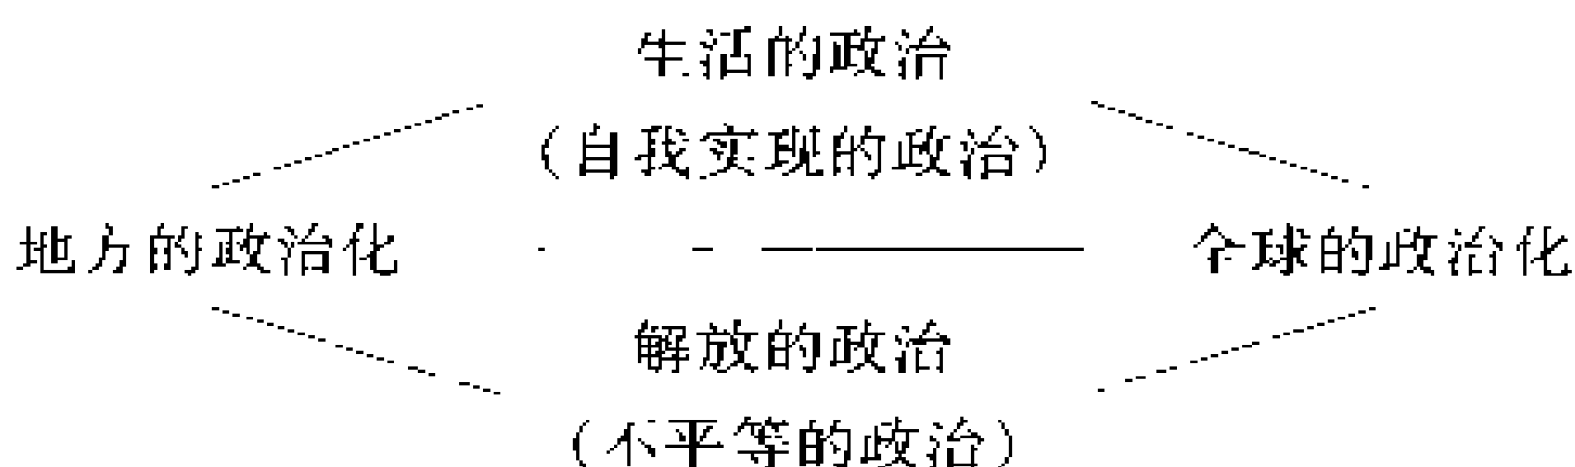 生活的政治
(自我实现的政治)
地方的政治化
全球的政治化
解放的政治
(不平等的政治)